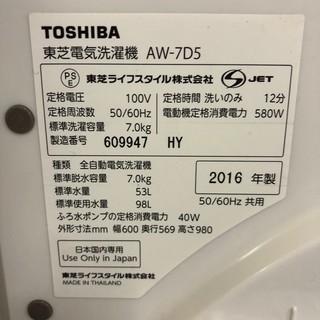 TOSHIBA
東芝電気洗濯機 AW-7D5
PS E 東芝ライフスタイル株式会社 S JET
定格電圧 100V 定格時間 洗いのみ 12分
定格周波数 50/60Hz 電動機定格消費電力 580W
標準洗濯容量 7.0kg
製造番号 609947 HY
種類 全自動電気洗濯機
標準脱水容量 7.0kg 2016 年製
標準水量 53L
標準使用水量 98L 50/60Hz 共用
ふろ水ポンプの定格消費電力 40W
外形寸法mm 幅600 奥行569 高さ980
日本国内専用
Use Only in Japan
東芝ライフスタイル株式会社
MADE IN THAILAND